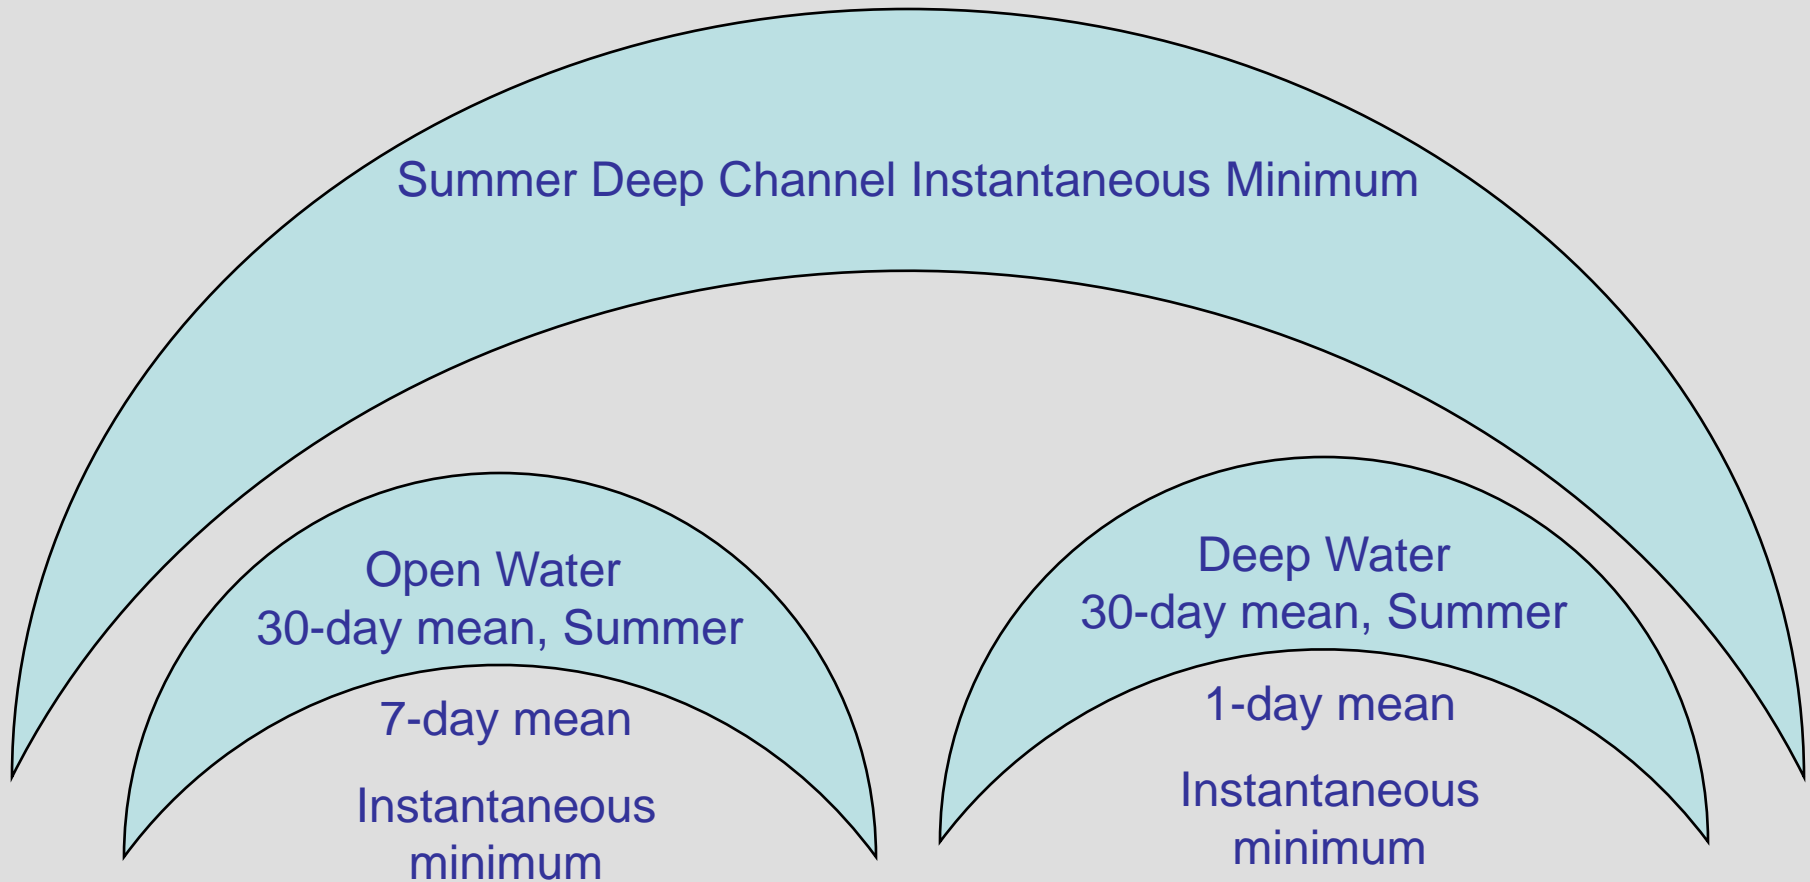 Summer Deep Channel Instantaneous Minimum
Open Water
30-day mean, Summer
7-day mean
Instantaneous
minimum
Deep Water
30-day mean, Summer
1-day mean
Instantaneous
minimum